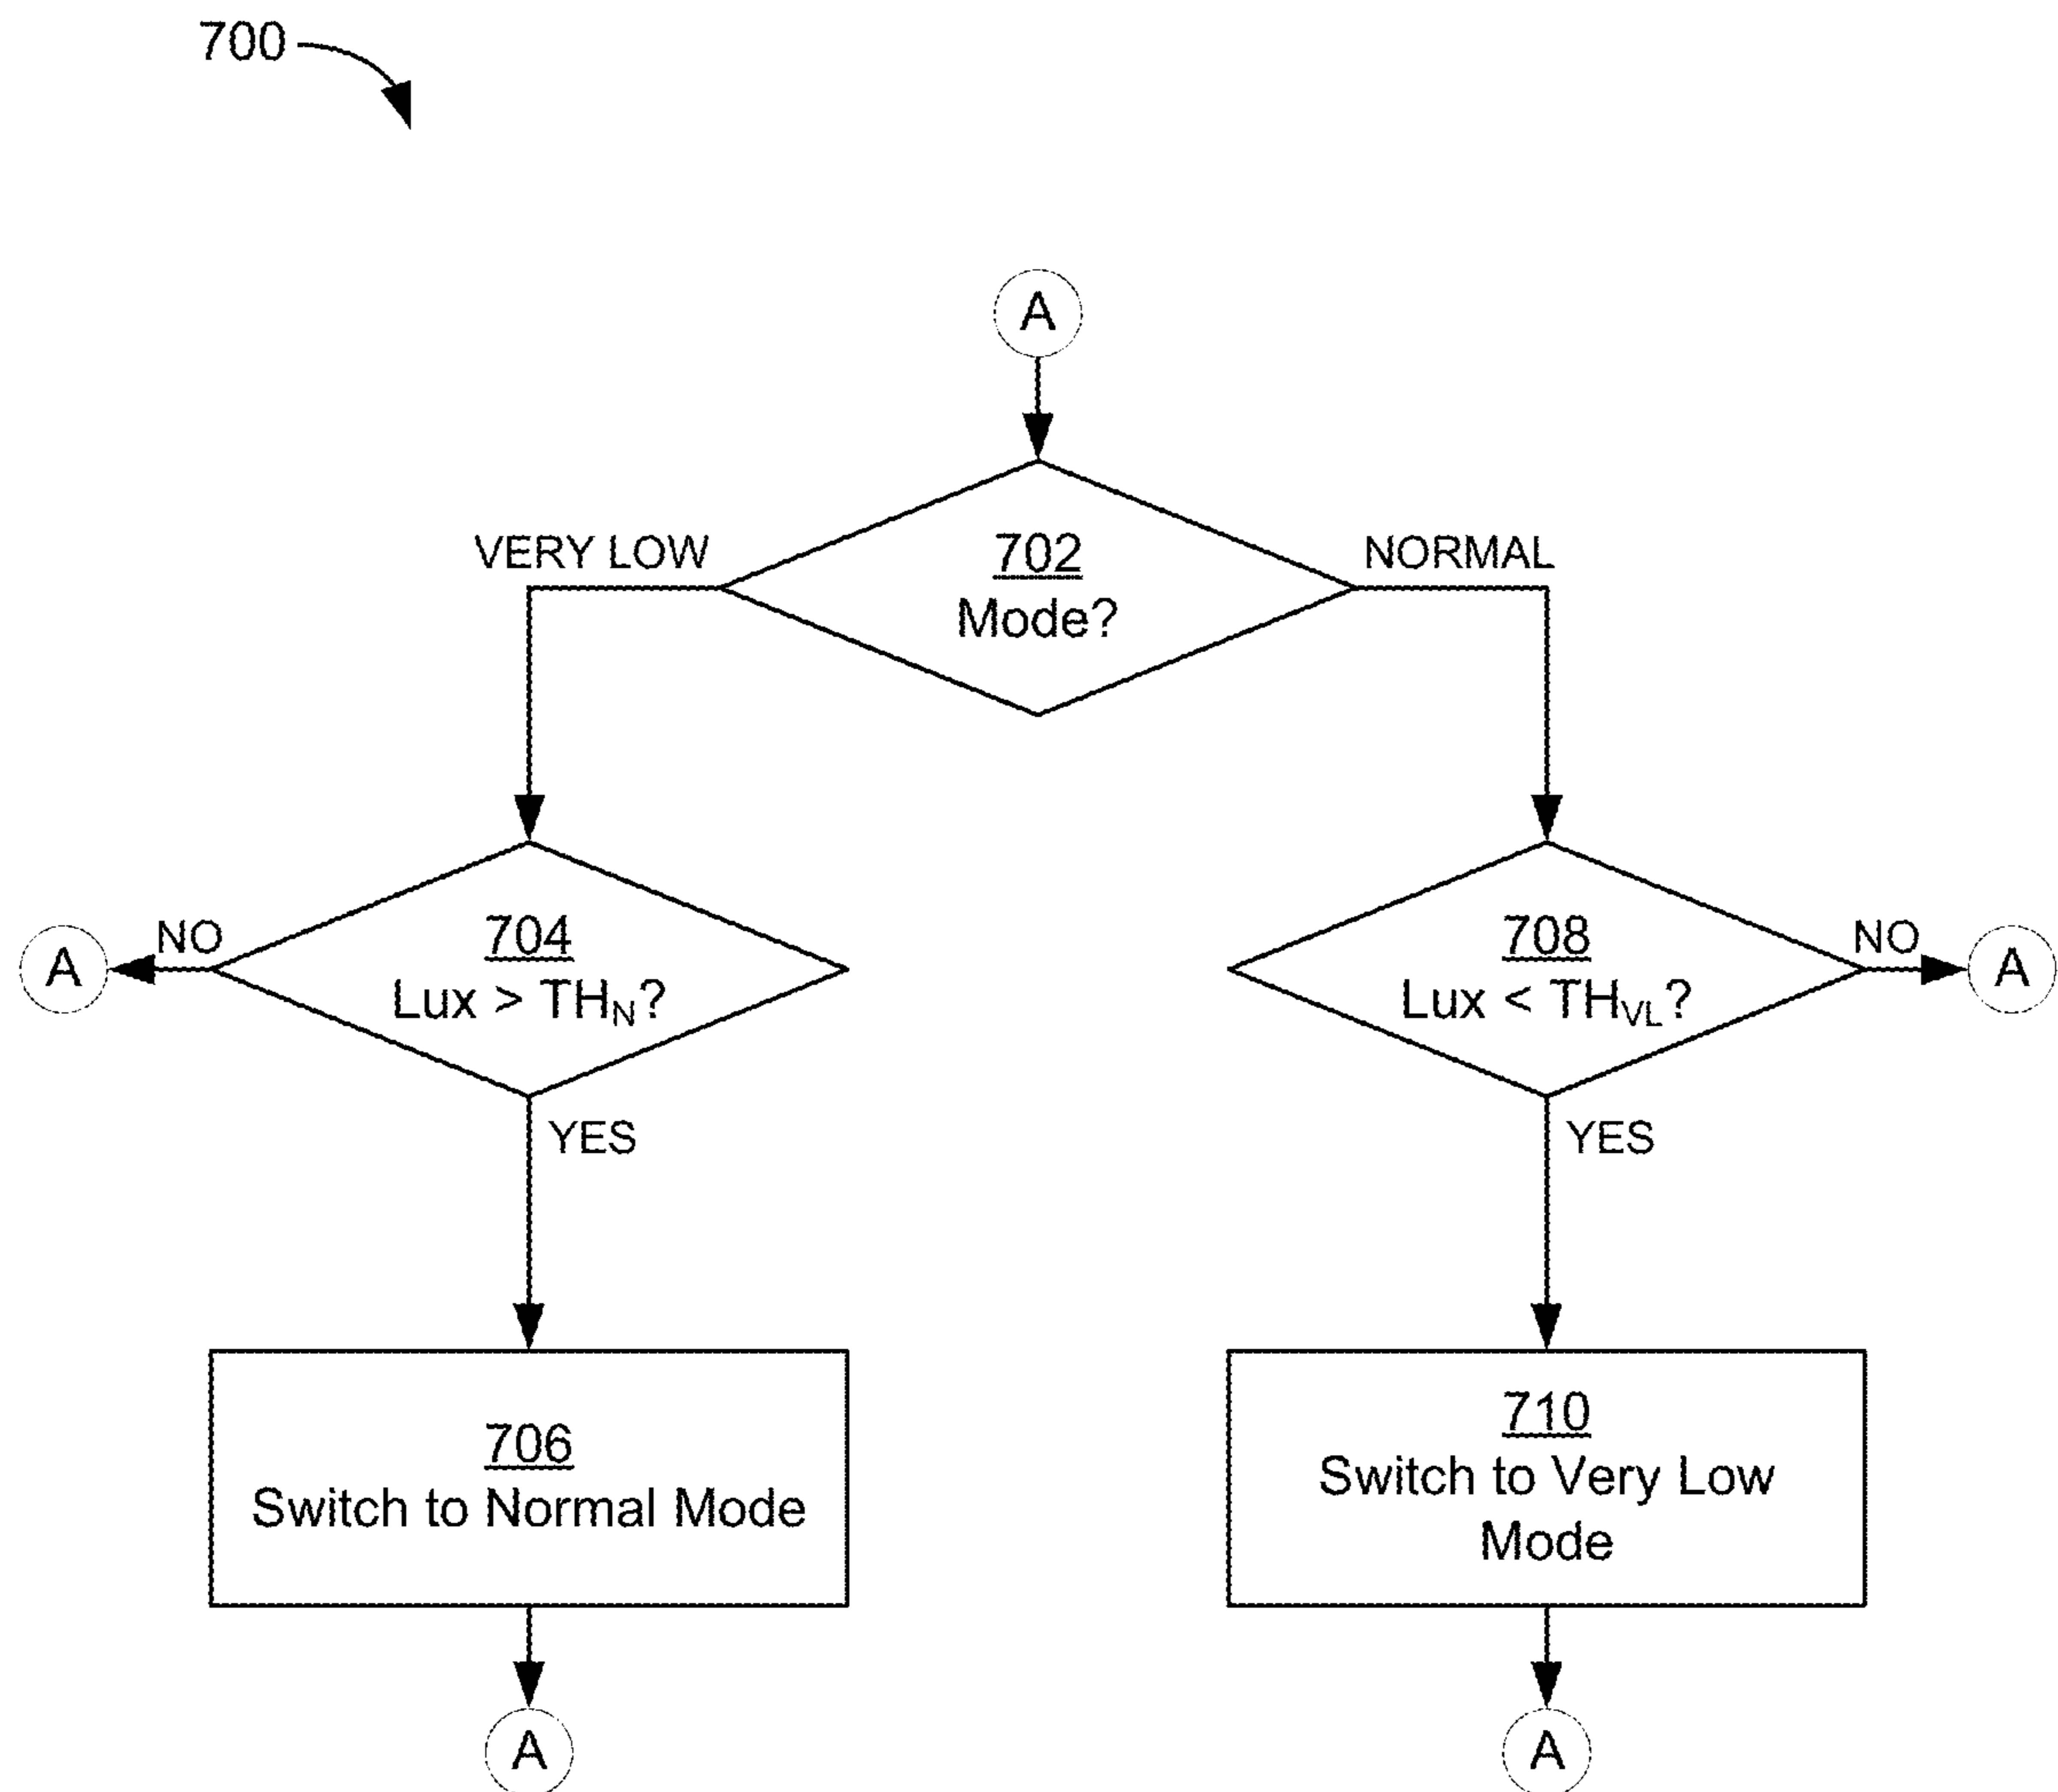 700
A
VERY LOW
702
Mode?
NORMAL
A
NO
704
Lux > TH_N?
708
Lux < TH_VL?
NO
A
YES
YES
706
Switch to Normal Mode
710
Switch to Very Low
Mode
A
A